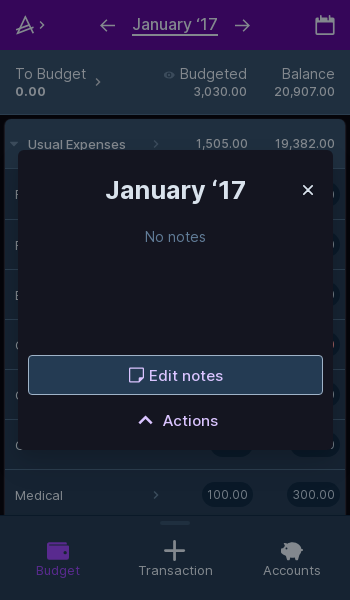 January ‘17
To Budget
0.00
Budgeted
3,030.00
Balance
20,907.00
Usual Expenses 1,505.00 19,382.00
January ‘17
No notes
Edit notes
Actions
Medical 100.00 300.00
Budget
Transaction
Accounts